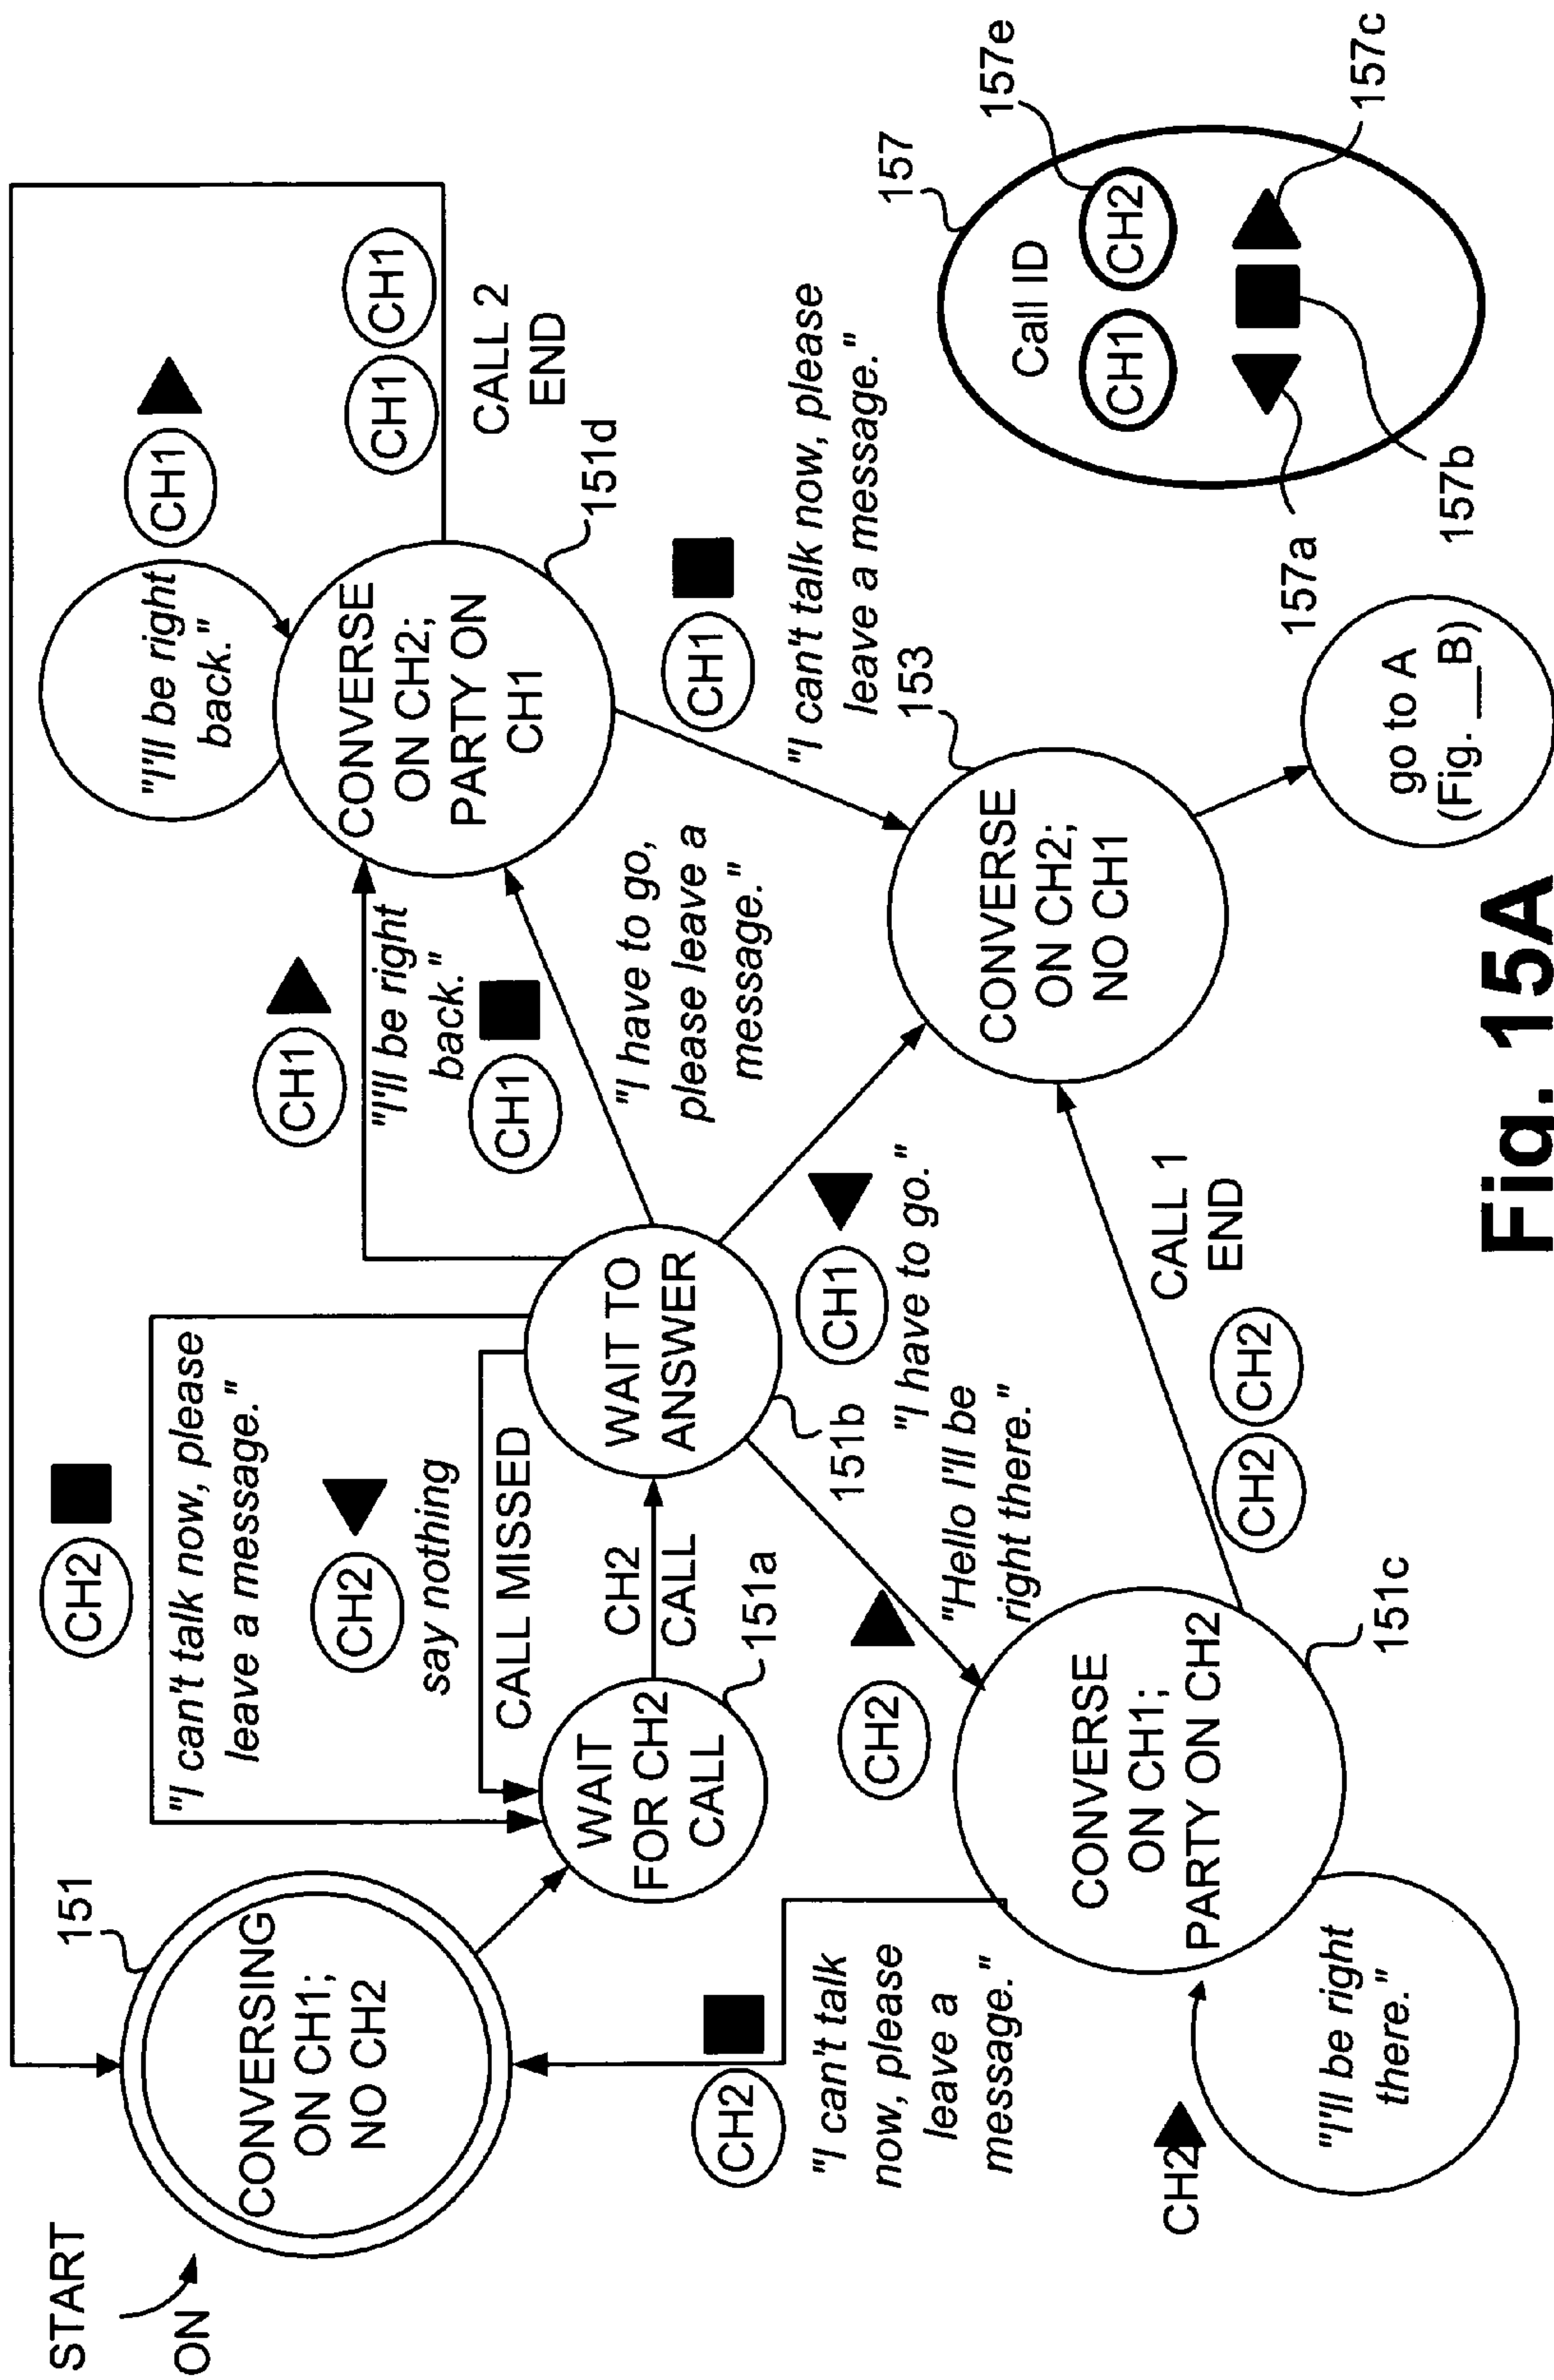 START
ON
CONVERSING
ON CH1;
NO CH2
151
CH2
"I can't talk now, please
leave a message."
CH2
say nothing
CALL MISSED
WAIT
FOR CH2
CALL
151a
CH2
CALL
WAIT TO
ANSWER
151b
CH1
"I'll be right
back."
CH1
"I have to go,
please leave a
message."
"I'll be right
back."
CH1
CONVERSE
ON CH2;
PARTY ON
CH1
151d
CH1
CH1
CALL 2
END
CH1
"I can't talk now, please
leave a message."
CH1
"I have to go."
CONVERSE
ON CH2;
NO CH1
153
go to A
(Fig. __B)
CH2
"Hello I'll be
right there."
CH2
"I can't talk
now, please
leave a
message."
CONVERSE
ON CH1;
PARTY ON CH2
151c
CH2
"I'll be right
there."
CH2
CH2
CALL 1
END
157
Call ID
CH1
CH2
157e
157a
157b
157c
Fig. 15A